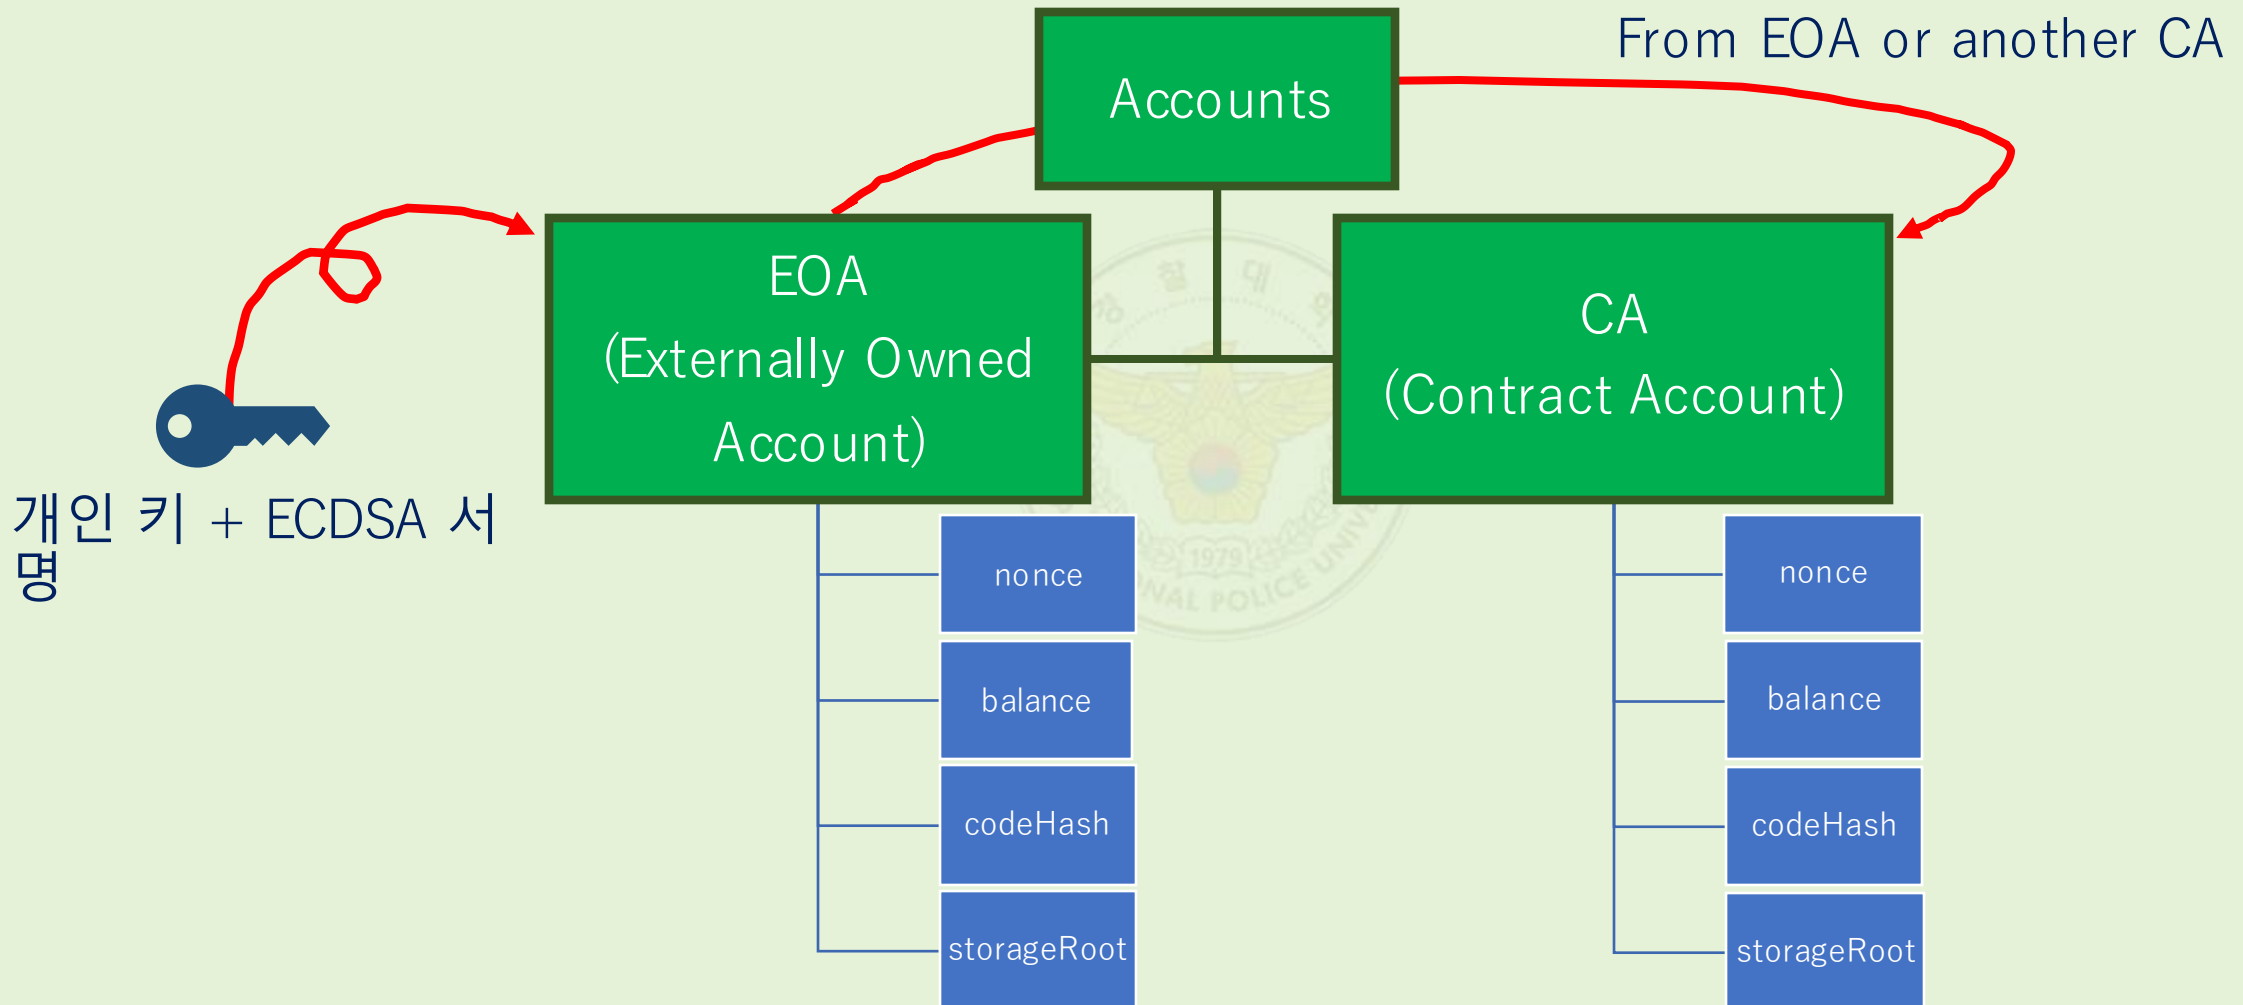 Accounts
From EOA or another CA
EOA
(Externally Owned
Account)
CA
(Contract Account)
개인 키 + ECDSA 서
명
nonce
balance
codeHash
storageRoot
nonce
balance
codeHash
storageRoot
1979